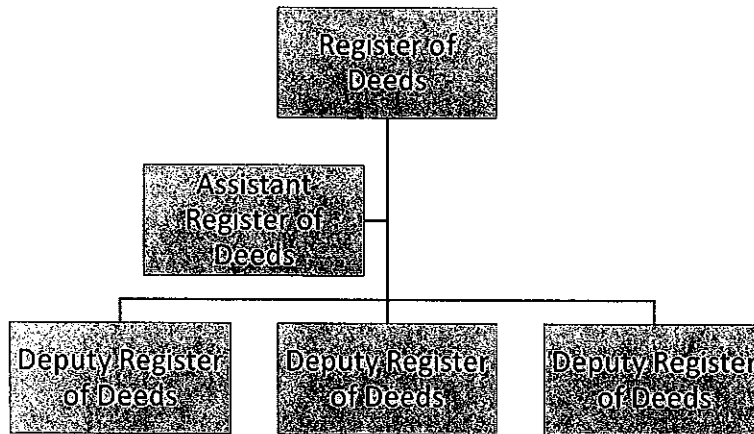 Register of
Deeds
Assistant
Register of
Deeds
Deputy Register
of Deeds
Deputy Register
of Deeds
Deputy Register
of Deeds